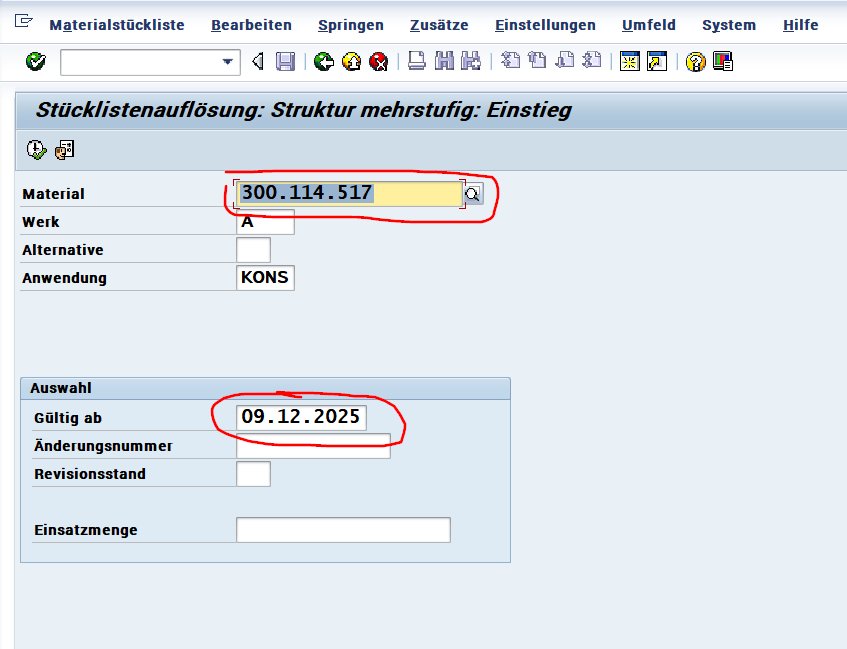 Materialstückliste Bearbeiten Springen Zusätze Einstellungen Umfeld System Hilfe
Stücklistenauflösung: Struktur mehrstufig: Einstieg
Material 300.114.517
Werk A
Alternative
Anwendung KONS
Auswahl
Gültig ab 09.12.2025
Änderungsnummer
Revisionsstand
Einsatzmenge